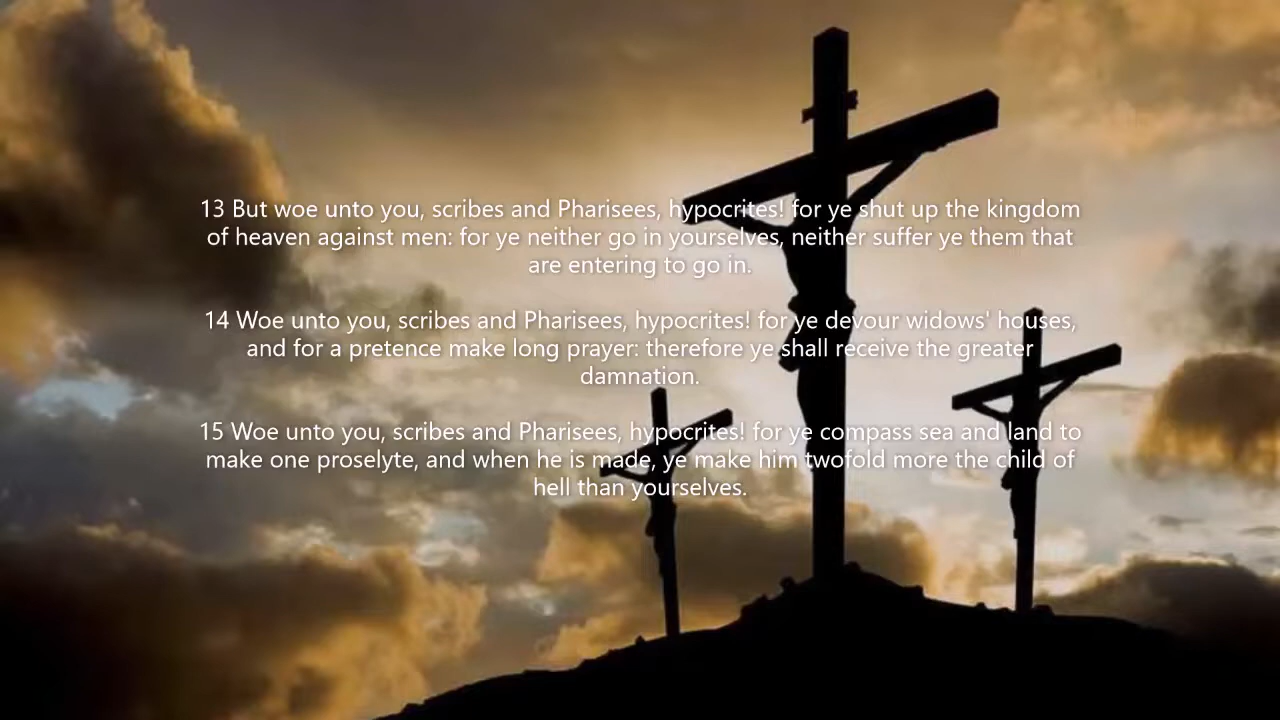 13 But woe unto you, scribes and Pharisees, hypocrites! for ye shut up the kingdom
of heaven against men: for ye neither go in yourselves, neither suffer ye them that
are entering to go in.
14 Woe unto you, scribes and Pharisees, hypocrites! for ye devour widows' houses,
and for a pretence make long prayer: therefore ye shall receive the greater
damnation.
15 Woe unto you, scribes and Pharisees, hypocrites! for ye compass sea and land to
make one proselyte, and when he is made, ye make him twofold more the child of
hell than yourselves.